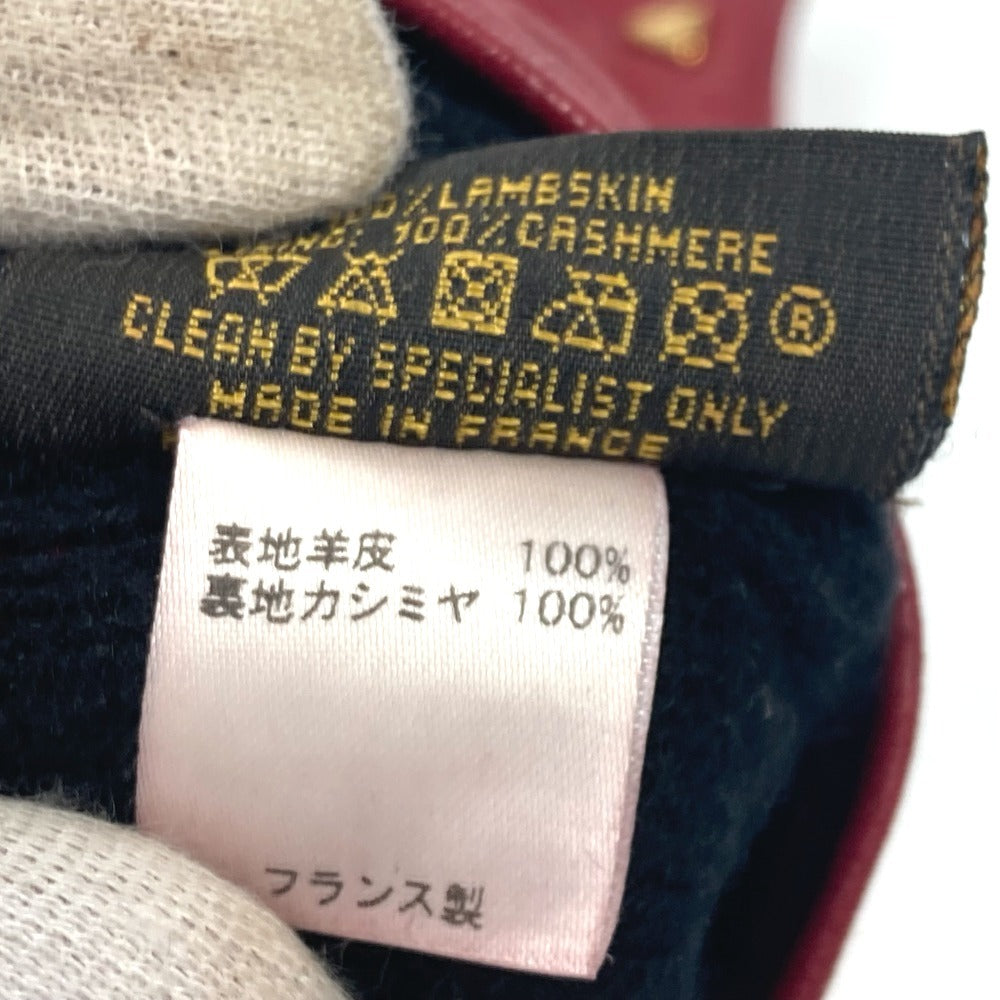 LAMBSKIN
100%CASHMERE
®
CLEAN BY SPECIALIST ONLY
MADE IN FRANCE
表地羊皮 100%
裏地カシミヤ 100%
フランス製